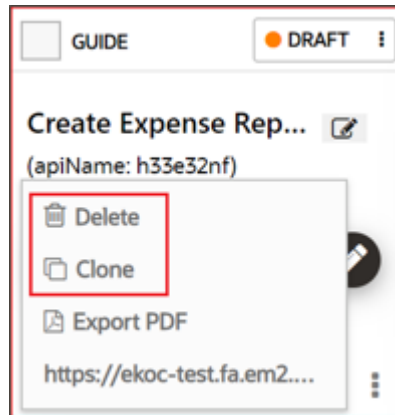 GUIDE
DRAFT
Create Expense Rep...
(apiName: h33e32nf)
Delete
Clone
Export PDF
https://ekoc-test.fa.em2....